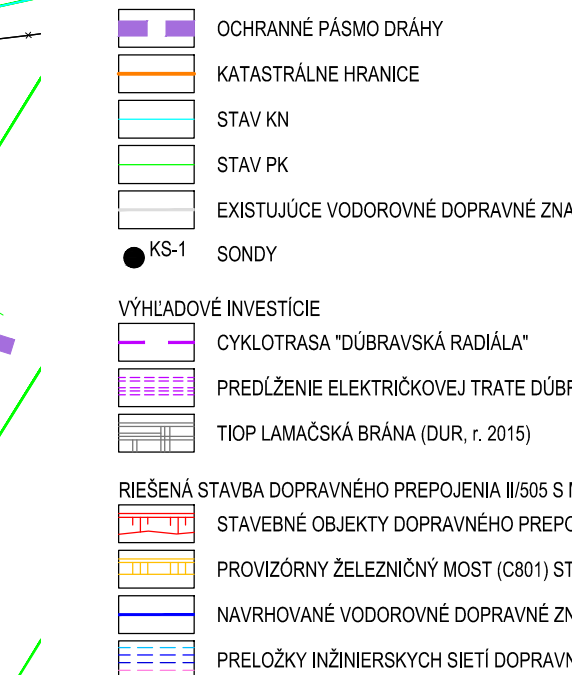 OCHRANNÉ PÁSMO DRÁHY
KATASTRÁLNE HRANICE
STAV KN
STAV PK
EXISTUJÚCE VODOROVNÉ DOPRAVNÉ ZNA
KS-1 SONDY
VÝHĽADOVÉ INVESTÍCIE
CYKLOTRASA "DÚBRAVSKÁ RADIÁLA"
PREDĹŽENIE ELEKTRIČKOVEJ TRATE DÚBR
TIOP LAMAČSKÁ BRÁNA (DUR, r. 2015)
RIEŠENÁ STAVBA DOPRAVNÉHO PREPOJENIA II/505 S
STAVEBNÉ OBJEKTY DOPRAVNÉHO PREPO
PROVIZÓRNY ŽELEZNIČNÝ MOST (C801) ST
NAVRHOVANÉ VODOROVNÉ DOPRAVNÉ ZN
PRELOŽKY INŽINIERSKYCH SIETÍ DOPRAVN